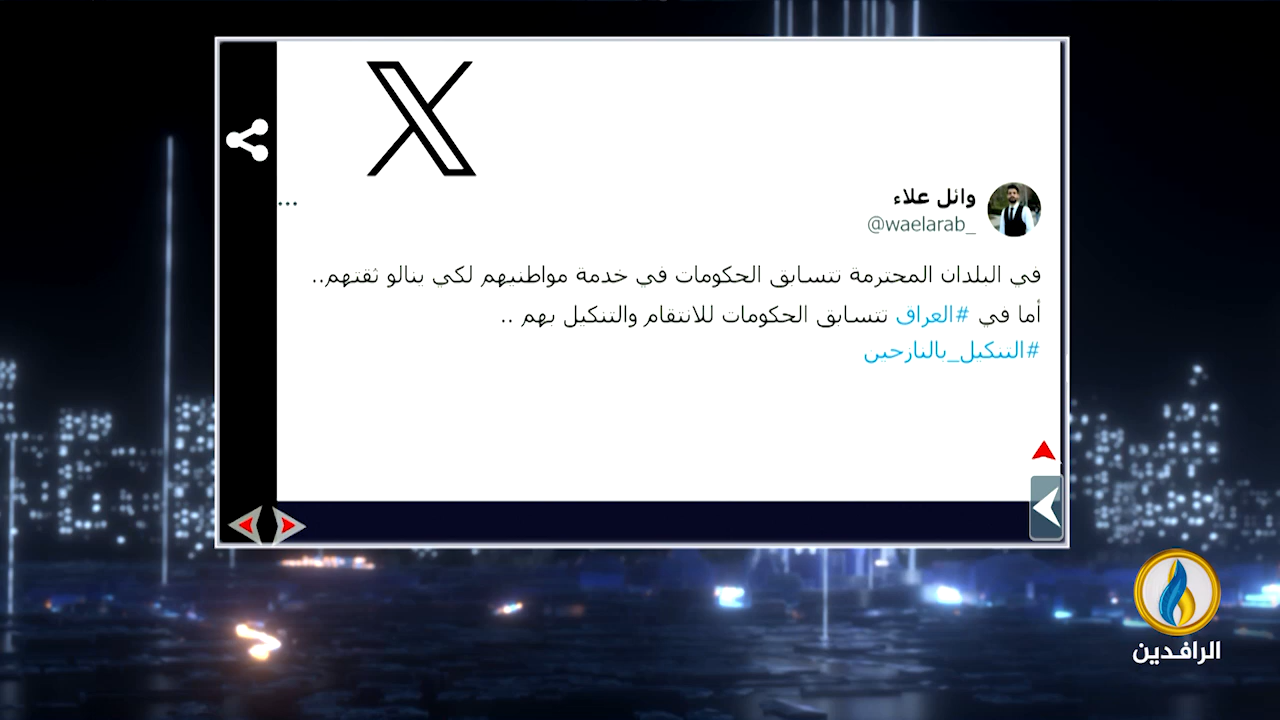 وائل علاء
@waelarab_
...
في البلدان المحترمة تتسابق الحكومات في خدمة مواطنيهم لكي ينالو ثقتهم..
أما في #العراق تتسابق الحكومات للانتقام والتنكيل بهم ..
#التنكيل_بالنازحين
الرافدين